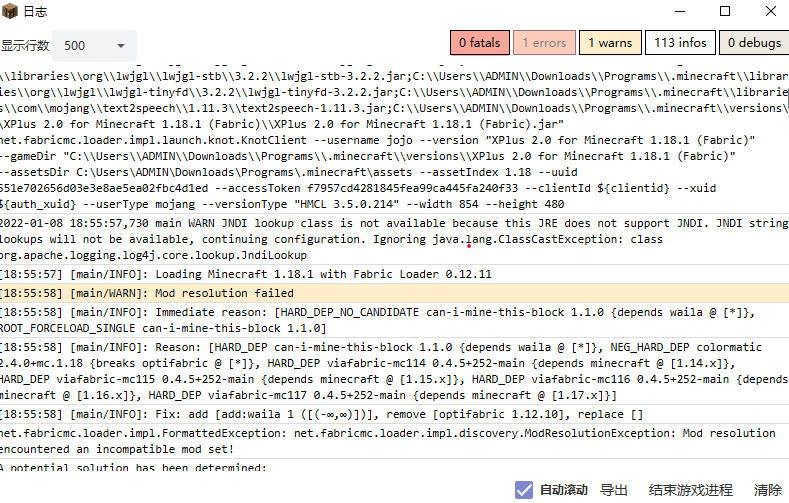 日志
显示行数 500 0 fatals 1 errors 1 warns 113 infos 0 debugs
\\libraries\\org\\lwjgl\\lwjgl-stb\\3.2.2\\lwjgl-stb-3.2.2.jar;C:\\Users\\ADMIN\\Downloads\\Programs\\.minecraft\\librar
ies\\org\\lwjgl\\lwjgl-tinyfd\\3.2.2\\lwjgl-tinyfd-3.2.2.jar;C:\\Users\\ADMIN\\Downloads\\Programs\\.minecraft\\librarie
s\\com\\mojang\\text2speech\\1.11.3\\text2speech-1.11.3.jar;C:\\Users\\ADMIN\\Downloads\\Programs\\.minecraft\\versions\
\XPlus 2.0 for Minecraft 1.18.1 (Fabric)\\XPlus 2.0 for Minecraft 1.18.1 (Fabric).jar"
net.fabricmc.loader.impl.launch.knot.KnotClient --username jojo --version "XPlus 2.0 for Minecraft 1.18.1 (Fabric)"
--gameDir "C:\\Users\\ADMIN\\Downloads\\Programs\\.minecraft\\versions\\XPlus 2.0 for Minecraft 1.18.1 (Fabric)"
--assetsDir C:\Users\ADMIN\Downloads\Programs\.minecraft\assets --assetIndex 1.18 --uuid
551e702656d03e3e8ae5ea02fbc4d1ed --accessToken f7957cd4281845fea99ca445fa240f33 --clientId ${clientid} --xuid
${auth_xuid} --userType mojang --versionType "HMCL 3.5.0.214" --width 854 --height 480
2022-01-08 18:55:57,730 main WARN JNDI lookup class is not available because this JRE does not support JNDI. JNDI string
lookups will not be available, continuing configuration. Ignoring java.lang.ClassCastException: class
org.apache.logging.log4j.core.lookup.JndiLookup
[18:55:57] [main/INFO]: Loading Minecraft 1.18.1 with Fabric Loader 0.12.11
[18:55:58] [main/WARN]: Mod resolution failed
[18:55:58] [main/INFO]: Immediate reason: [HARD_DEP_NO_CANDIDATE can-i-mine-this-block 1.1.0 {depends waila @ [*]},
ROOT_FORCELOAD_SINGLE can-i-mine-this-block 1.1.0]
[18:55:58] [main/INFO]: Reason: [HARD_DEP can-i-mine-this-block 1.1.0 {depends waila @ [*]}, NEG_HARD_DEP colormatic
2.4.0+mc.1.18 {breaks optifabric @ [*]}, HARD_DEP viafabric-mc114 0.4.5+252-main {depends minecraft @ [1.14.x]},
HARD_DEP viafabric-mc115 0.4.5+252-main {depends minecraft @ [1.15.x]}, HARD_DEP viafabric-mc116 0.4.5+252-main {depends
minecraft @ [1.16.x]}, HARD_DEP viafabric-mc117 0.4.5+252-main {depends minecraft @ [1.17.x]}]
[18:55:58] [main/INFO]: Fix: add [add:waila 1 ([(-∞,∞)])], remove [optifabric 1.12.10], replace []
net.fabricmc.loader.impl.FormattedException: net.fabricmc.loader.impl.discovery.ModResolutionException: Mod resolution
encountered an incompatible mod set!
A potential solution has been determined:
自动滚动 导出 结束游戏进程 清除